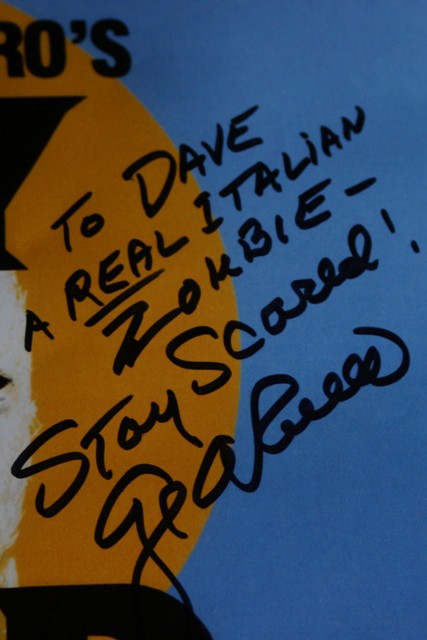 RO'S
TO DAVE
A REAL ITALIAN
ZOMBIE-
STAY Scared!